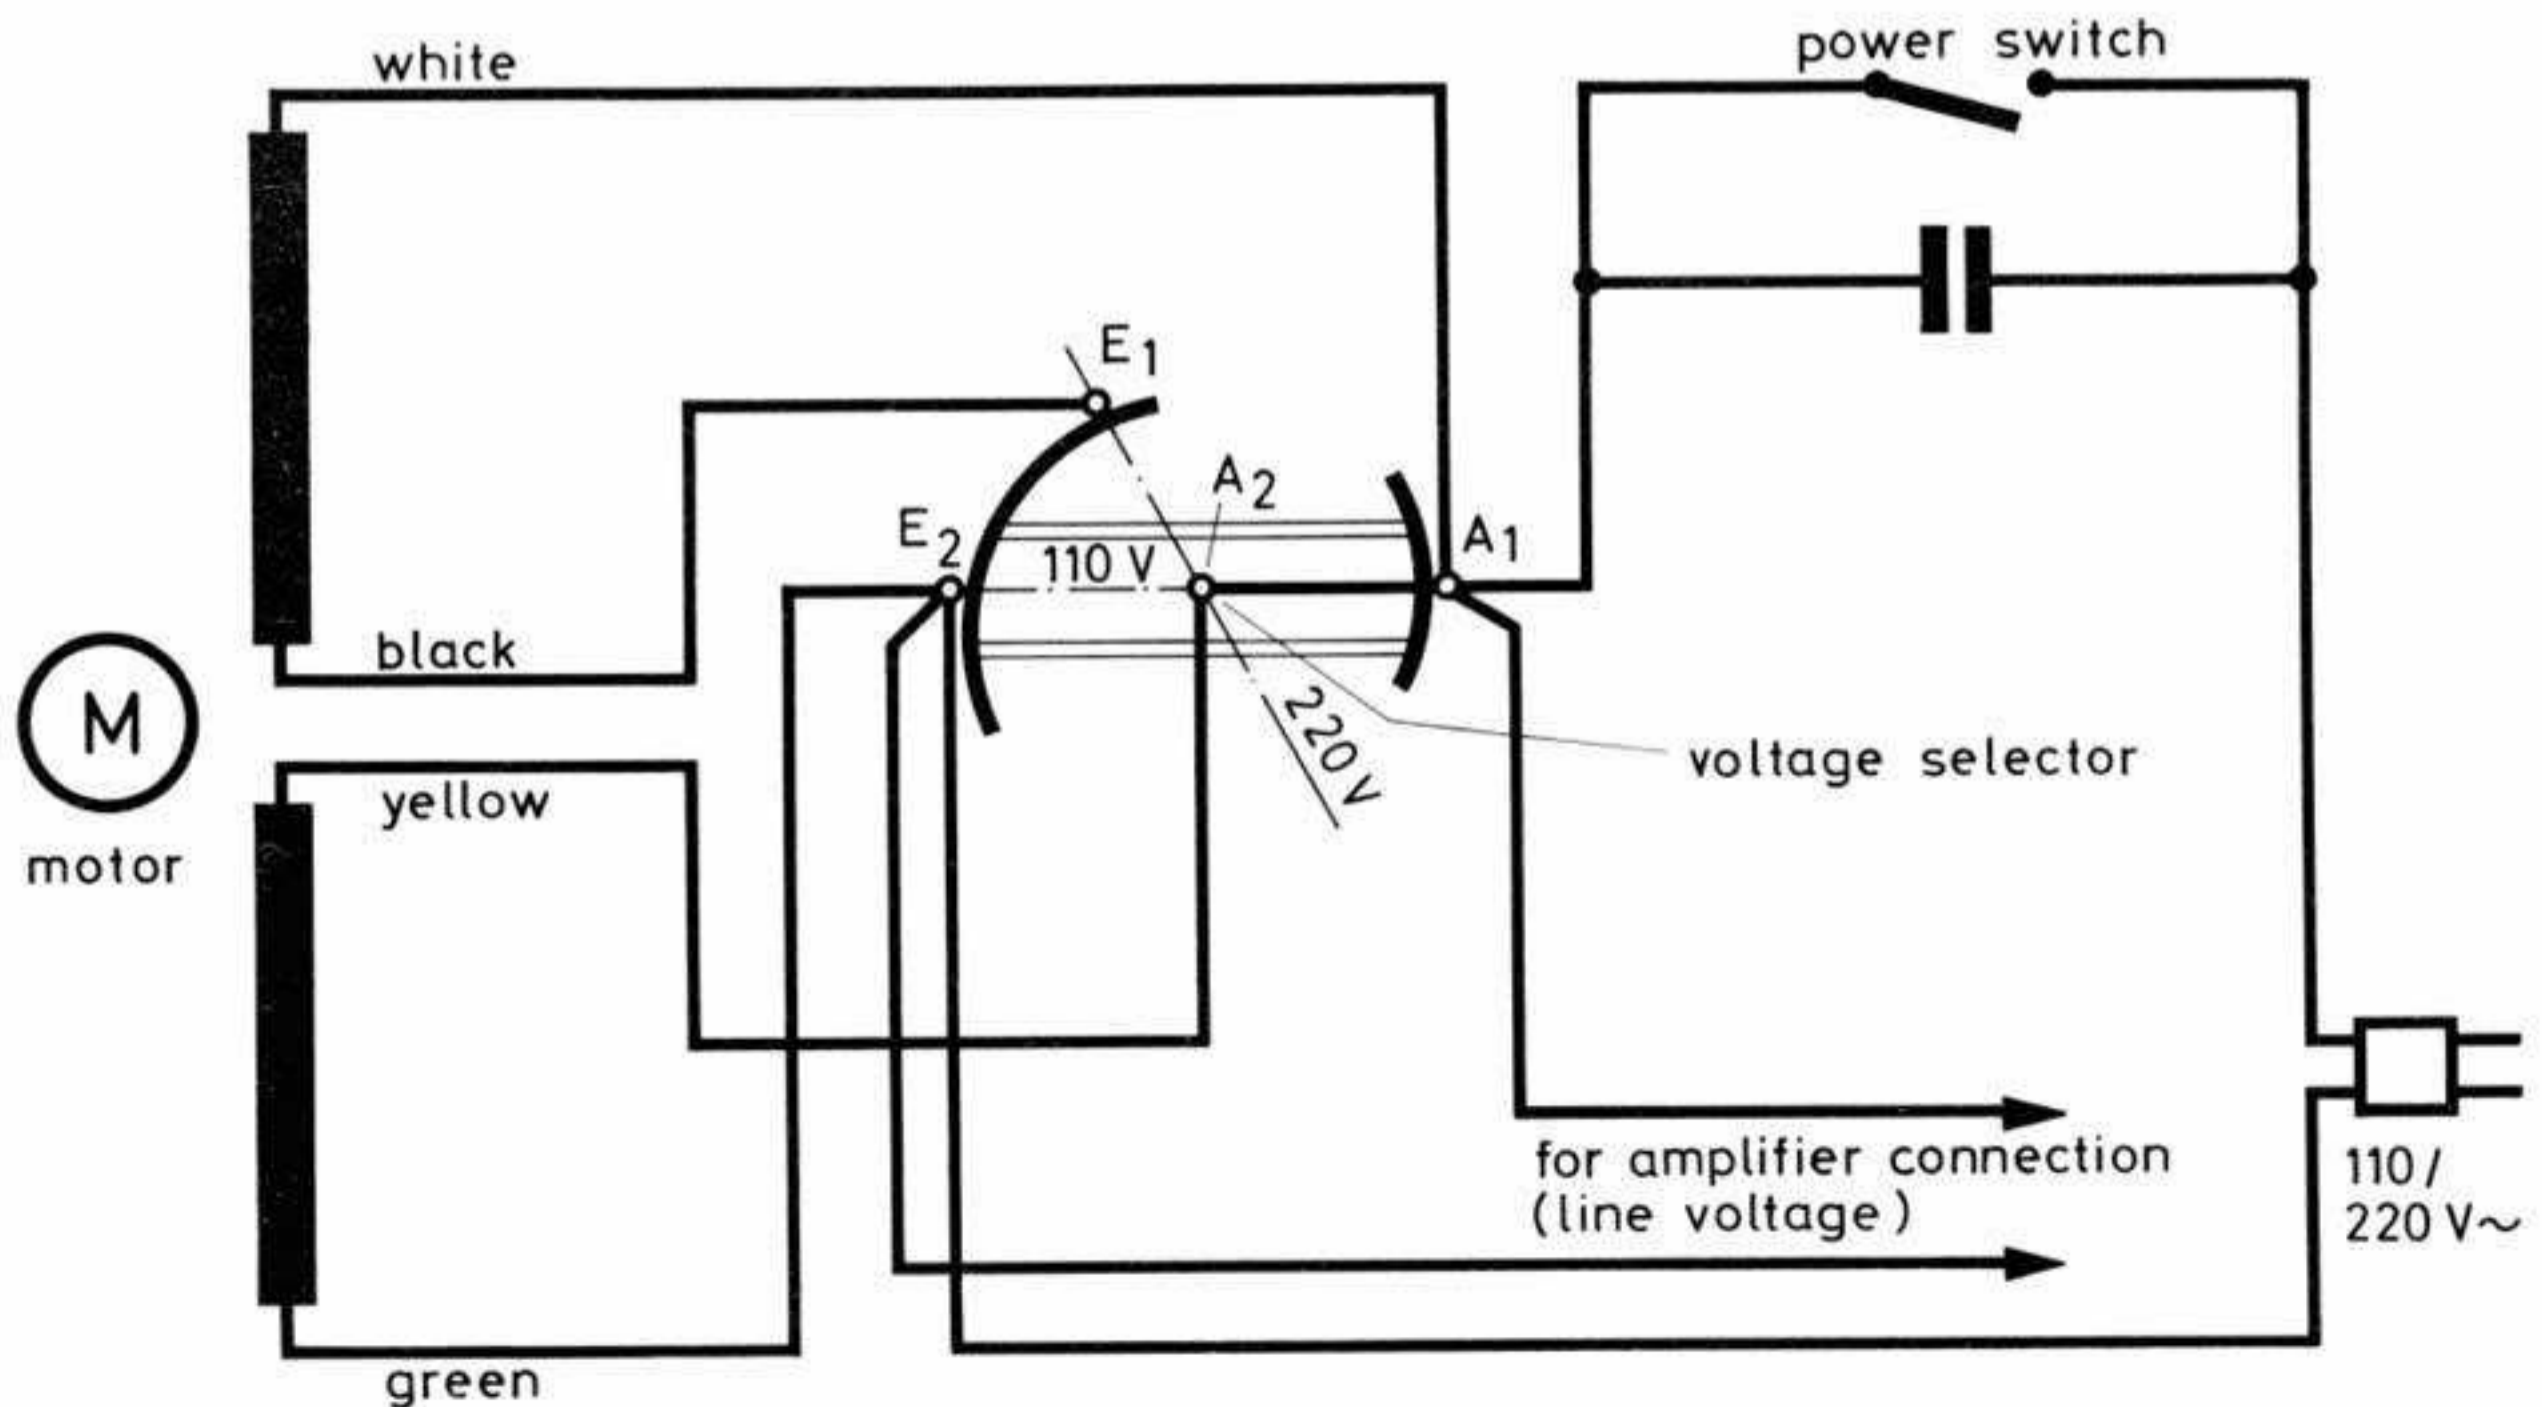 white
power switch
E1
A2
E2
110 V
A1
black
M
220 V
voltage selector
yellow
motor
for amplifier connection
(line voltage)
110/
220 V~
green